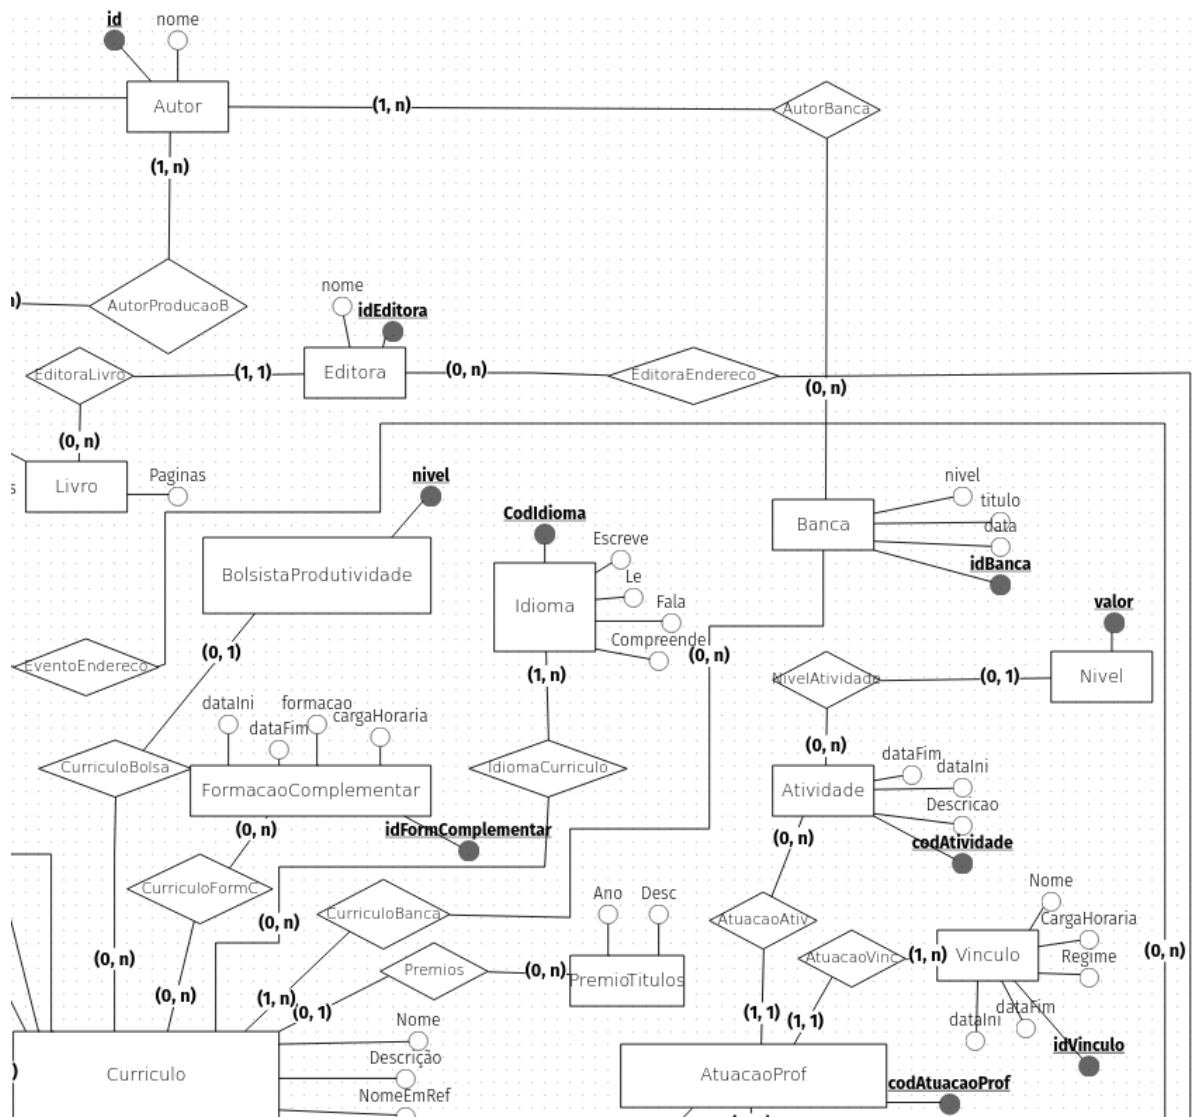 id
nome
Autor
(1, n)
AutorBanca
(1, n)
AutorProducaoB
nome
idEditora
EditoraLivro
(1, 1)
Editora
(0, n)
EditoraEndereco
(0, n)
(0, n)
Livro
Paginas
nivel
BolsistaProdutividade
CodIdioma
Escreve
Le
Fala
Compreende
Idioma
nivel
titulo
data
idBanca
Banca
valor
Nivel
EventoEndereco
(0, 1)
(1, n)
(0, n)
NivelAtividade
(0, 1)
(0, n)
dataIni
dataFim
formacao
cargaHoraria
CurriculoBolsa
FormacaoComplementar
idFormComplementar
IdiomaCurriculo
Atividade
dataFim
dataIni
Descricao
codAtividade
(0, n)
(0, n)
CurriculoFormC
(0, n)
CurriculoBanca
Ano
Desc
AtuacaoAtiv
Nome
CargaHoraria
Regime
Vinculo
(1, n)
AtuacaoVinc
(0, n)
(0, n)
Premios
(0, n)
PremioTitulos
(0, n)
(1, n)
(0, 1)
(1, 1)
(1, 1)
dataIni
dataFim
idVinculo
Nome
Descrição
NomeEmRef
Curriculo
AtuacaoProf
codAtuacaoProf